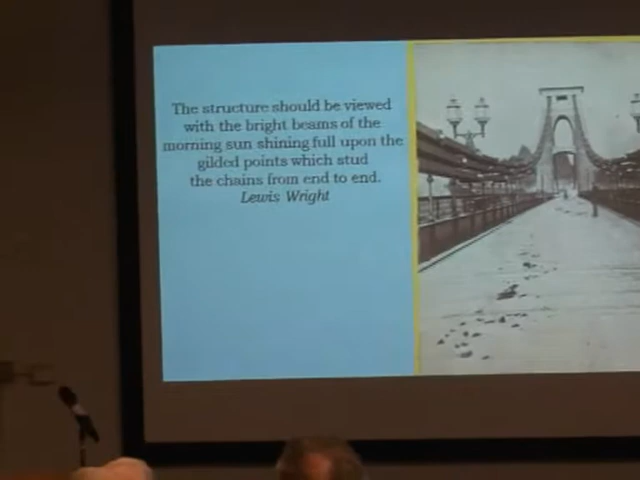 The structure should be viewed
with the bright beams of the
morning sun shining full upon the
gilded points which stud
the chains from end to end.
Lewis Wright